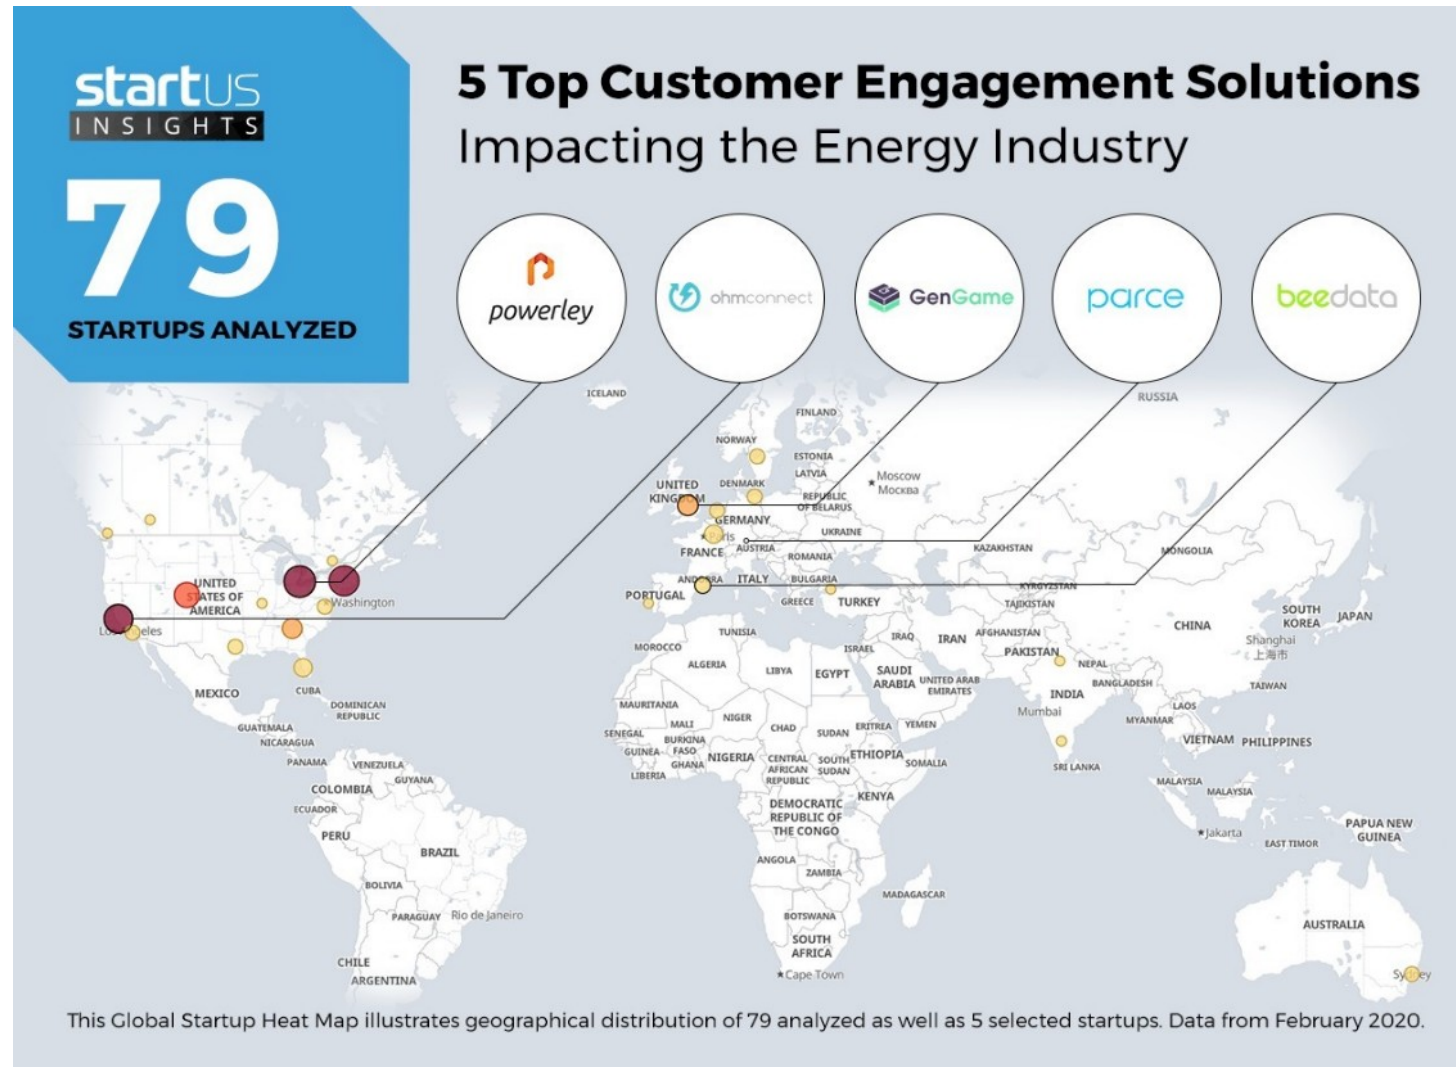 startus
INSIGHTS
79
STARTUPS ANALYZED
5 Top Customer Engagement Solutions
Impacting the Energy Industry
powerley
ohmconnect
GenGame
parce
beedata
ICELAND
RUSSIA
FINLAND
NORWAY
ESTONIA
LATVIA
Moscow
Москва
UNITED
KINGDOM
DENMARK
REPUBLIC
OF BELARUS
GERMANY
UKRAINE
Paris
FRANCE
AUSTRIA
ROMANIA
KAZAKHSTAN
MONGOLIA
ANDORRA
ITALY
BULGARIA
KYRGYZSTAN
PORTUGAL
GREECE
TURKEY
TAJIKISTAN
UNITED
STATES OF
AMERICA
Washington
Los Angeles
CHINA
SOUTH
KOREA
JAPAN
TUNISIA
MOROCCO
ISRAEL
IRAQ
IRAN
AFGHANISTAN
PAKISTAN
Shanghai
上海市
ALGERIA
LIBYA
EGYPT
SAUDI
ARABIA
UNITED ARAB
EMIRATES
NEPAL
BANGLADESH
INDIA
TAIWAN
MEXICO
CUBA
DOMINICAN
REPUBLIC
MAURITANIA
MALI
NIGER
CHAD
SUDAN
ERITREA
YEMEN
Mumbai
MYANMAR
LAOS
GUATEMALA
NICARAGUA
SENEGAL
GUINEA
BURKINA
FASO
GHANA
NIGERIA
LIBERIA
CENTRAL
AFRICAN
REPUBLIC
SOUTH
SUDAN
ETHIOPIA
SOMALIA
VIETNAM
PHILIPPINES
PANAMA
VENEZUELA
GUYANA
COLOMBIA
SRI LANKA
MALAYSIA
MALAYSIA
ECUADOR
KENYA
DEMOCRATIC
REPUBLIC OF
THE CONGO
PERU
BRAZIL
Jakarta
EAST TIMOR
PAPUA NEW
GUINEA
BOLIVIA
ANGOLA
ZAMBIA
MADAGASCAR
PARAGUAY
Rio de Janeiro
BOTSWANA
SOUTH
AFRICA
AUSTRALIA
CHILE
ARGENTINA
Cape Town
Sydney
This Global Startup Heat Map illustrates geographical distribution of 79 analyzed as well as 5 selected startups. Data from February 2020.